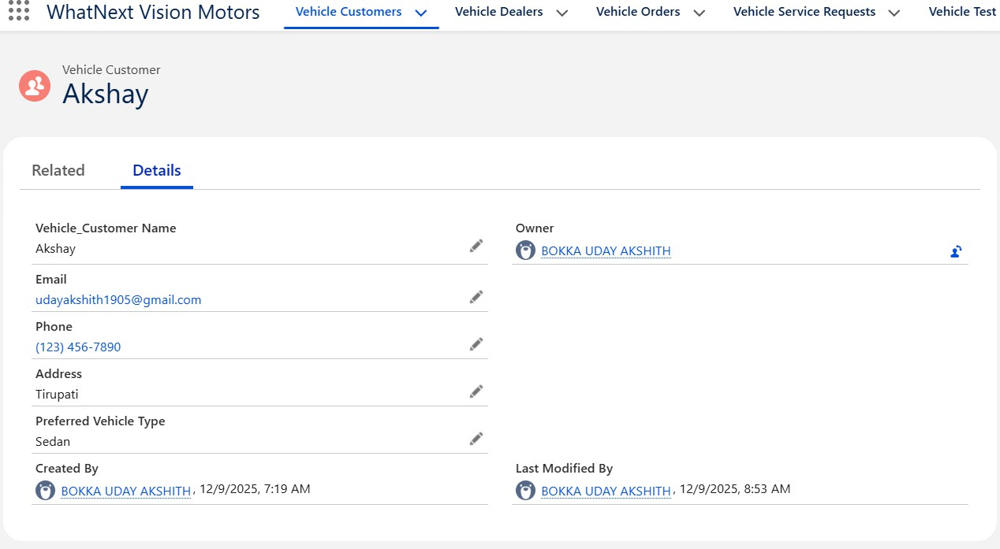 WhatNext Vision Motors
Vehicle Customers
Vehicle Dealers
Vehicle Orders
Vehicle Service Requests
Vehicle Test
Vehicle Customer
Akshay
Related
Details
Vehicle_Customer Name
Akshay
Owner
BOKKA UDAY AKSHITH
Email
udayakshith1905@gmail.com
Phone
(123) 456-7890
Address
Tirupati
Preferred Vehicle Type
Sedan
Created By
BOKKA UDAY AKSHITH, 12/9/2025, 7:19 AM
Last Modified By
BOKKA UDAY AKSHITH, 12/9/2025, 8:53 AM